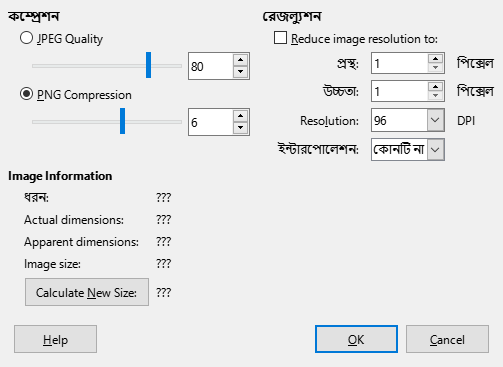 কম্প্রেশন
JPEG Quality
80
PNG Compression
6
রেজল্যুশন
Reduce image resolution to:
প্রস্থ: 1 পিক্সেল
উচ্চতা: 1 পিক্সেল
Resolution: 96 DPI
ইন্টারপোলেশন: কোনটি না
Image Information
ধরন: ???
Actual dimensions: ???
Apparent dimensions: ???
Image size: ???
Calculate New Size: ???
Help
OK
Cancel